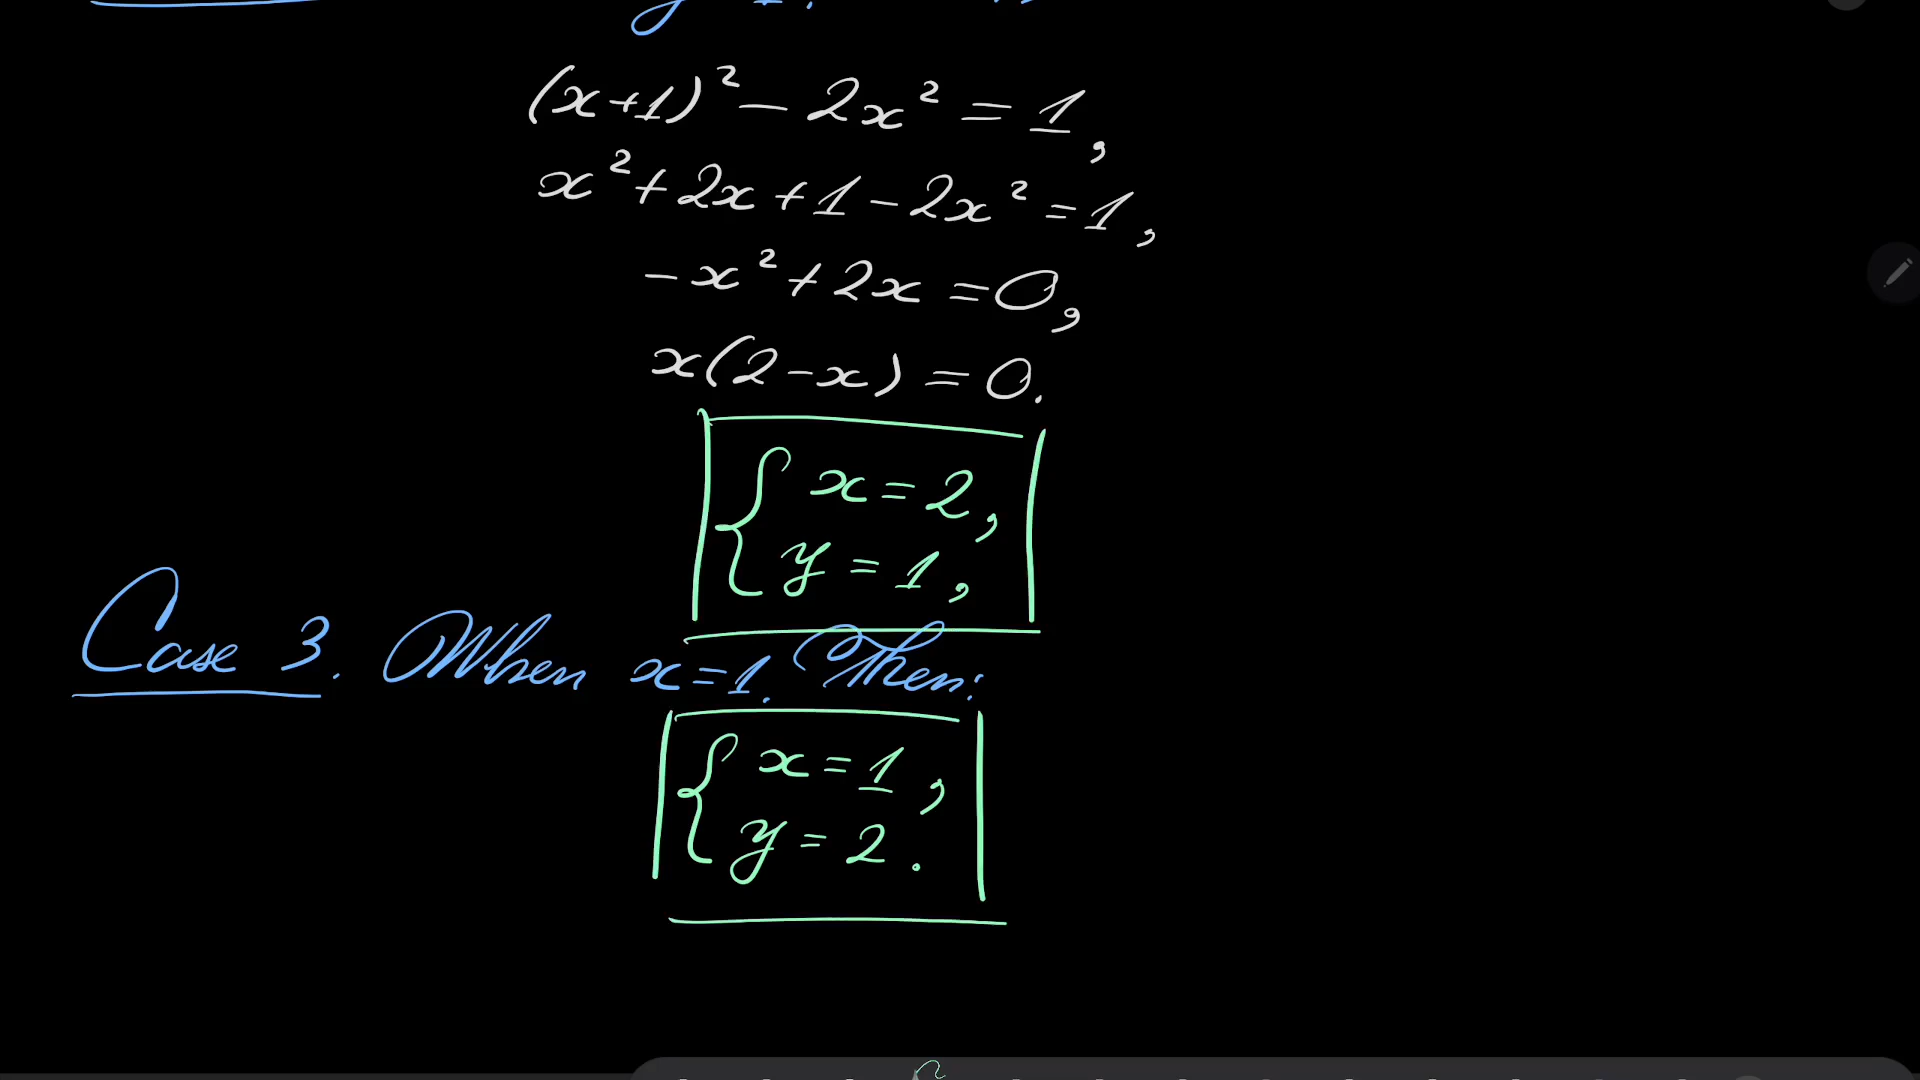 (x+1)² - 2x² = 1,
x² + 2x + 1 - 2x² = 1,
-x² + 2x = 0,
x(2-x) = 0.
{ x = 2,
y = 1,
Case 3. When x=1. Then:
{ x = 1,
y = 2.